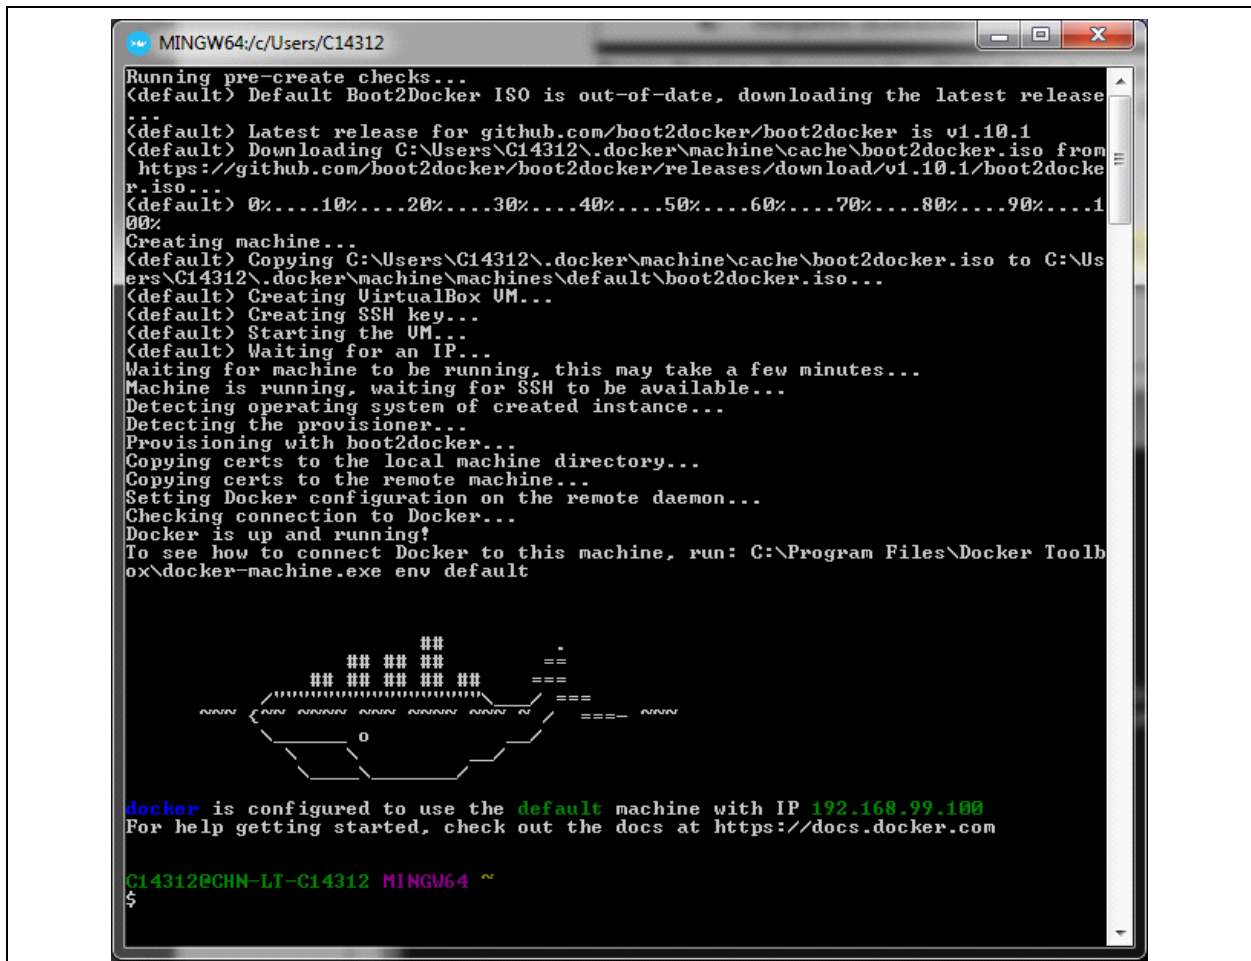 MINGW64:/c/Users/C14312
Running pre-create checks...
(default) Default Boot2Docker ISO is out-of-date, downloading the latest release
...
(default) Latest release for github.com/boot2docker/boot2docker is v1.10.1
(default) Downloading C:\Users\C14312\.docker\machine\cache\boot2docker.iso from
 https://github.com/boot2docker/boot2docker/releases/download/v1.10.1/boot2docke
r.iso...
(default) 0%....10%....20%....30%....40%....50%....60%....70%....80%....90%....1
00%
Creating machine...
(default) Copying C:\Users\C14312\.docker\machine\cache\boot2docker.iso to C:\Us
ers\C14312\.docker\machine\machines\default\boot2docker.iso...
(default) Creating VirtualBox VM...
(default) Creating SSH key...
(default) Starting the VM...
(default) Waiting for an IP...
Waiting for machine to be running, this may take a few minutes...
Machine is running, waiting for SSH to be available...
Detecting operating system of created instance...
Detecting the provisioner...
Provisioning with boot2docker...
Copying certs to the local machine directory...
Copying certs to the remote machine...
Setting Docker configuration on the remote daemon...
Checking connection to Docker...
Docker is up and running!
To see how to connect Docker to this machine, run: C:\Program Files\Docker Toolb
ox\docker-machine.exe env default
docker is configured to use the default machine with IP 192.168.99.100
For help getting started, check out the docs at https://docs.docker.com
C14312@CHN-LT-C14312 MINGW64 ~
$